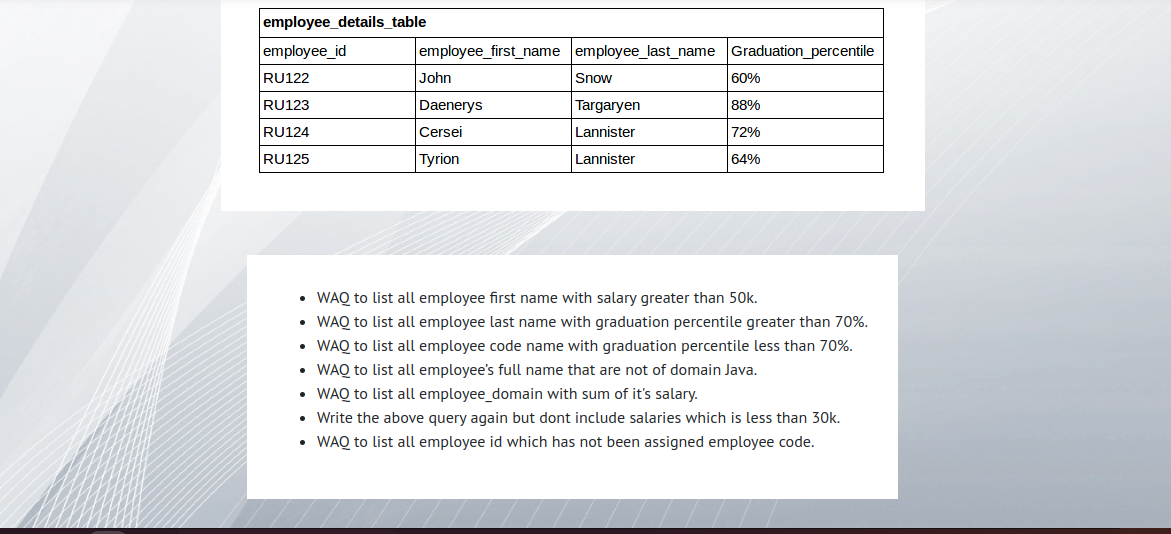 employee_details_table
employee_id employee_first_name employee_last_name Graduation_percentile
RU122 John Snow 60%
RU123 Daenerys Targaryen 88%
RU124 Cersei Lannister 72%
RU125 Tyrion Lannister 64%
• WAQ to list all employee first name with salary greater than 50k.
• WAQ to list all employee last name with graduation percentile greater than 70%.
• WAQ to list all employee code name with graduation percentile less than 70%.
• WAQ to list all employee's full name that are not of domain Java.
• WAQ to list all employee_domain with sum of it's salary.
• Write the above query again but dont include salaries which is less than 30k.
• WAQ to list all employee id which has not been assigned employee code.